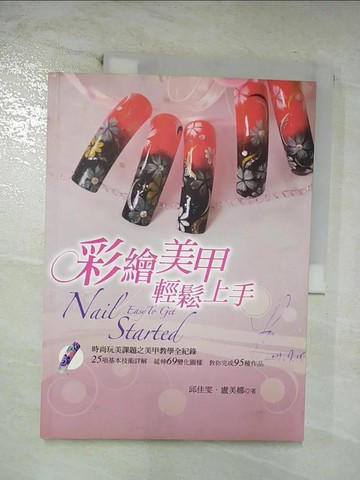 彩繪美甲
輕鬆上手
Nail Easy To Get
Started
時尚玩美課題之美甲教學全紀錄
25項基本技術詳解 延伸69變化圖樣 教你完成95種作品
邱佳雯・盧美娜◎著